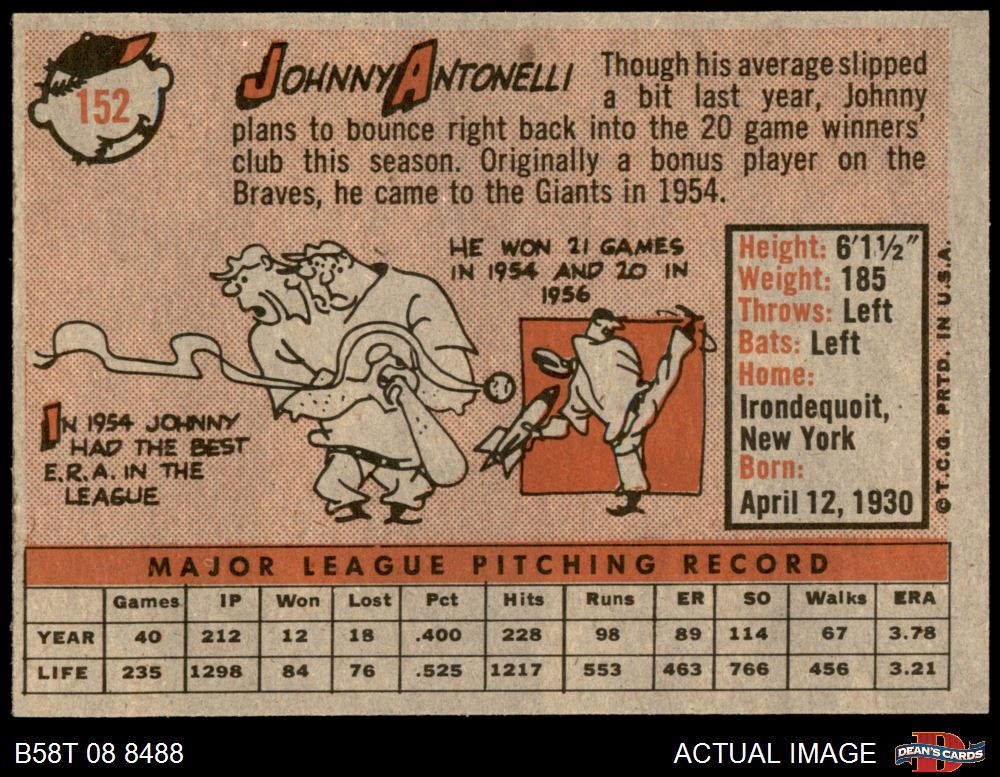 152
JOHNNY ANTONELLI
Though his average slipped
a bit last year, Johnny
plans to bounce right back into the 20 game winners'
club this season. Originally a bonus player on the
Braves, he came to the Giants in 1954.
HE WON 21 GAMES
IN 1954 AND 20 IN
1956
IN 1954 JOHNNY
HAD THE BEST
E.R.A. IN THE
LEAGUE
Height: 6'1½"
Weight: 185
Throws: Left
Bats: Left
Home:
Irondequoit,
New York
Born:
April 12, 1930
© T.C.G. PRTD. IN U.S.A.
MAJOR LEAGUE PITCHING RECORD
Games IP Won Lost Pct Hits Runs ER SO Walks ERA
YEAR 40 212 12 18 .400 228 98 89 114 67 3.78
LIFE 235 1298 84 76 .525 1217 553 463 766 456 3.21
B58T 08 8488
ACTUAL IMAGE
D
DEAN'S CARDS